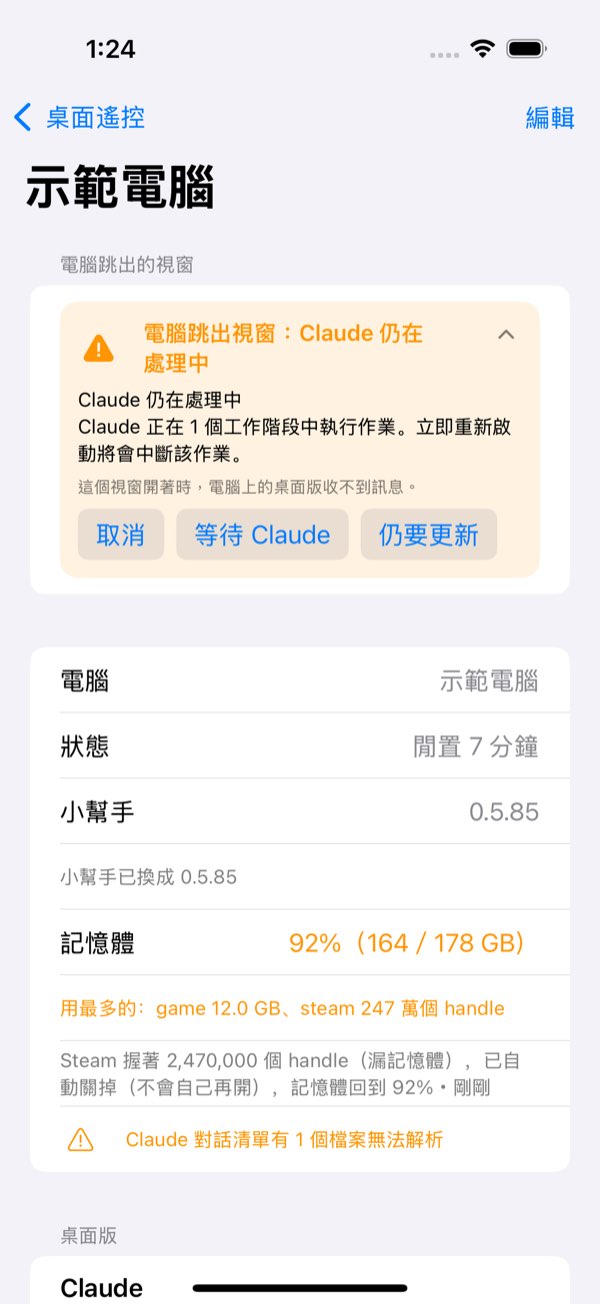 1:24
桌面遙控
編輯
示範電腦
電腦跳出的視窗
電腦跳出視窗：Claude 仍在
處理中
Claude 仍在處理中
Claude 正在 1 個工作階段中執行作業。立即重新啟
動將會中斷該作業。
這個視窗開著時，電腦上的桌面版收不到訊息。
取消
等待 Claude
仍要更新
電腦
示範電腦
狀態
閒置 7 分鐘
小幫手
0.5.85
小幫手已換成 0.5.85
記憶體
92%（164 / 178 GB）
用最多的：game 12.0 GB、steam 247 萬個 handle
Steam 握著 2,470,000 個 handle（漏記憶體），已自
動關掉（不會自己再開），記憶體回到 92%・剛剛
Claude 對話清單有 1 個檔案無法解析
桌面版
Claude